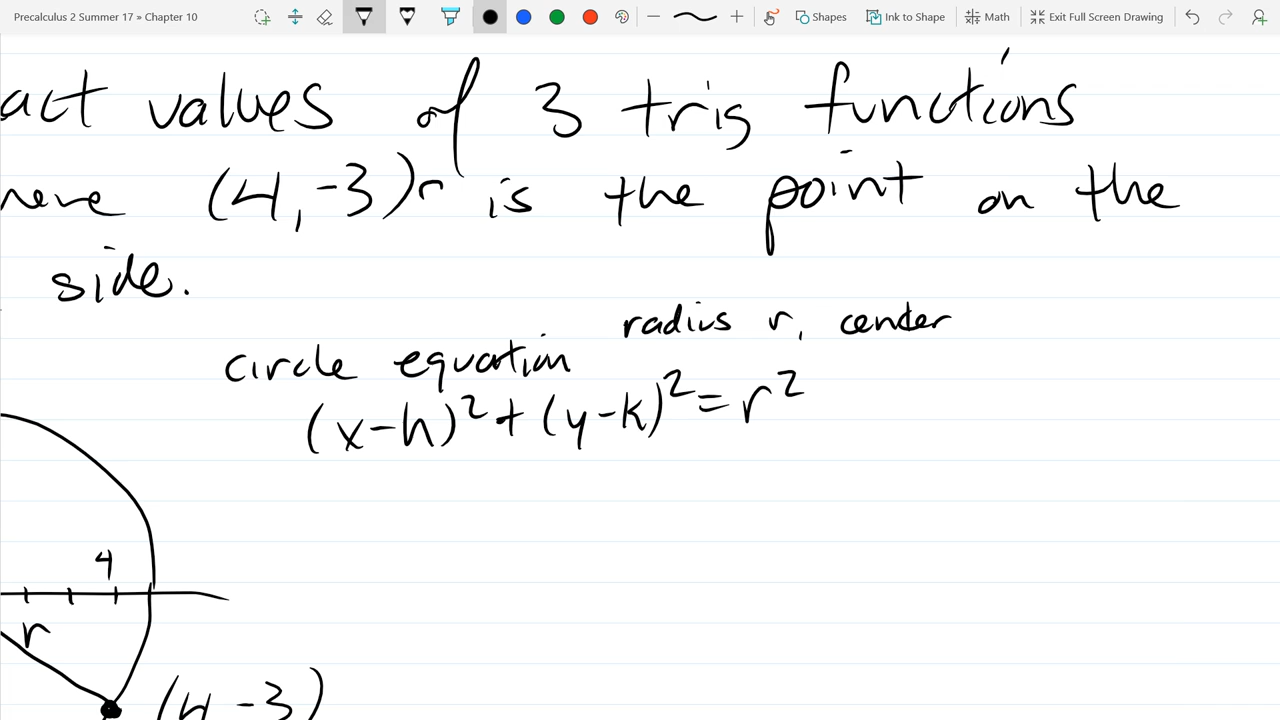 Precalculus 2 Summer 17 » Chapter 10
Shapes
Ink to Shape
Math
Exit Full Screen Drawing
act values of 3 trig functions
here (4,-3) is the point on the
side.
radius r, center
circle equation
(x-h)²+(y-k)²=r²
4
r
(4 -3)